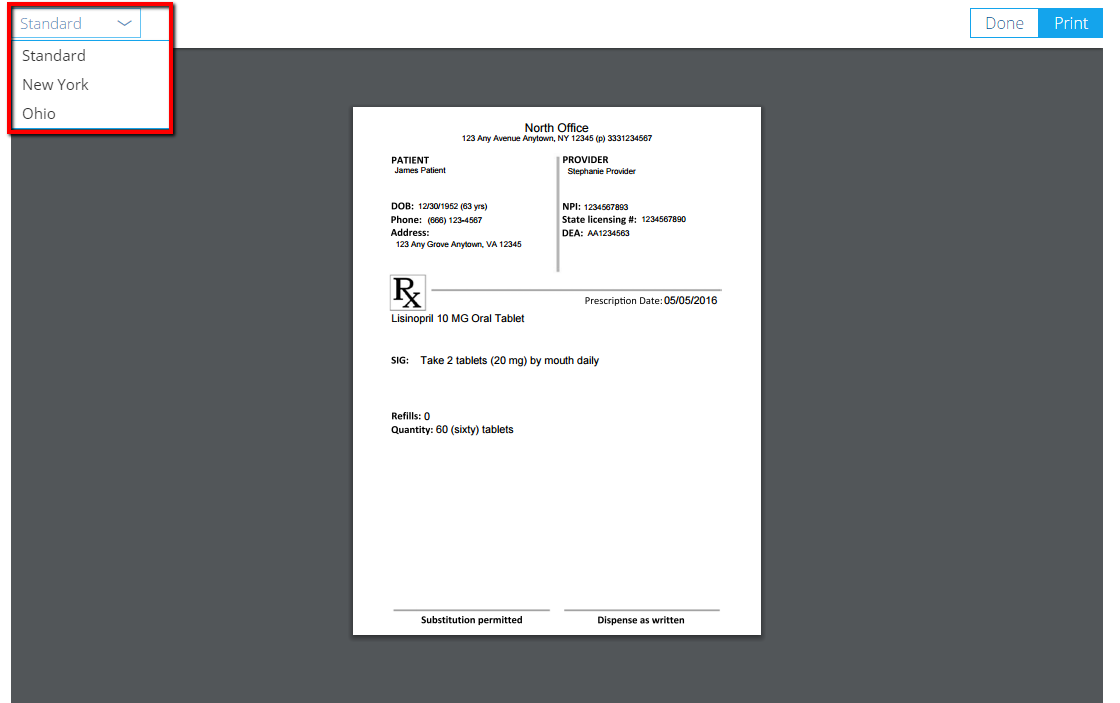 Standard
Done Print
Standard
New York
Ohio
North Office
123 Any Avenue Anytown, NY 12345 (p) 3331234567
PATIENT
James Patient
PROVIDER
Stephanie Provider
DOB: 12/30/1952 (63 yrs)
Phone: (666) 123-4567
Address:
123 Any Grove Anytown, VA 12345
NPI: 1234567893
State licensing #: 1234567890
DEA: AA1234563
Rx
Prescription Date: 05/05/2016
Lisinopril 10 MG Oral Tablet
SIG: Take 2 tablets (20 mg) by mouth daily
Refills: 0
Quantity: 60 (sixty) tablets
Substitution permitted
Dispense as written